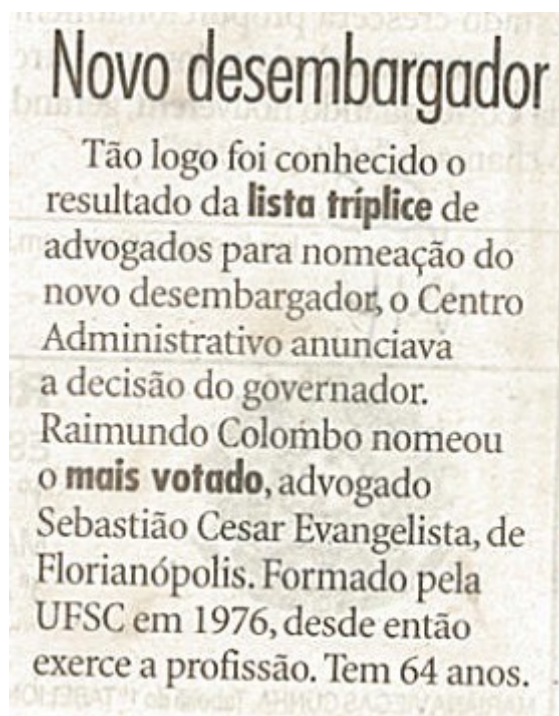 Novo desembargador
Tão logo foi conhecido o
resultado da lista tríplice de
advogados para nomeação do
novo desembargador, o Centro
Administrativo anunciava
a decisão do governador.
Raimundo Colombo nomeou
o mais votado, advogado
Sebastião Cesar Evangelista, de
Florianópolis. Formado pela
UFSC em 1976, desde então
exerce a profissão. Tem 64 anos.